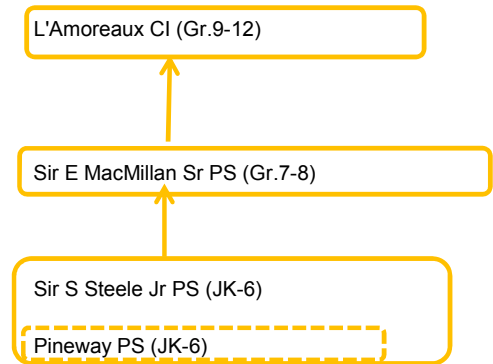 L'Amoreaux CI (Gr.9-12)
Sir E MacMillan Sr PS (Gr.7-8)
Sir S Steele Jr PS (JK-6)
Pineway PS (JK-6)